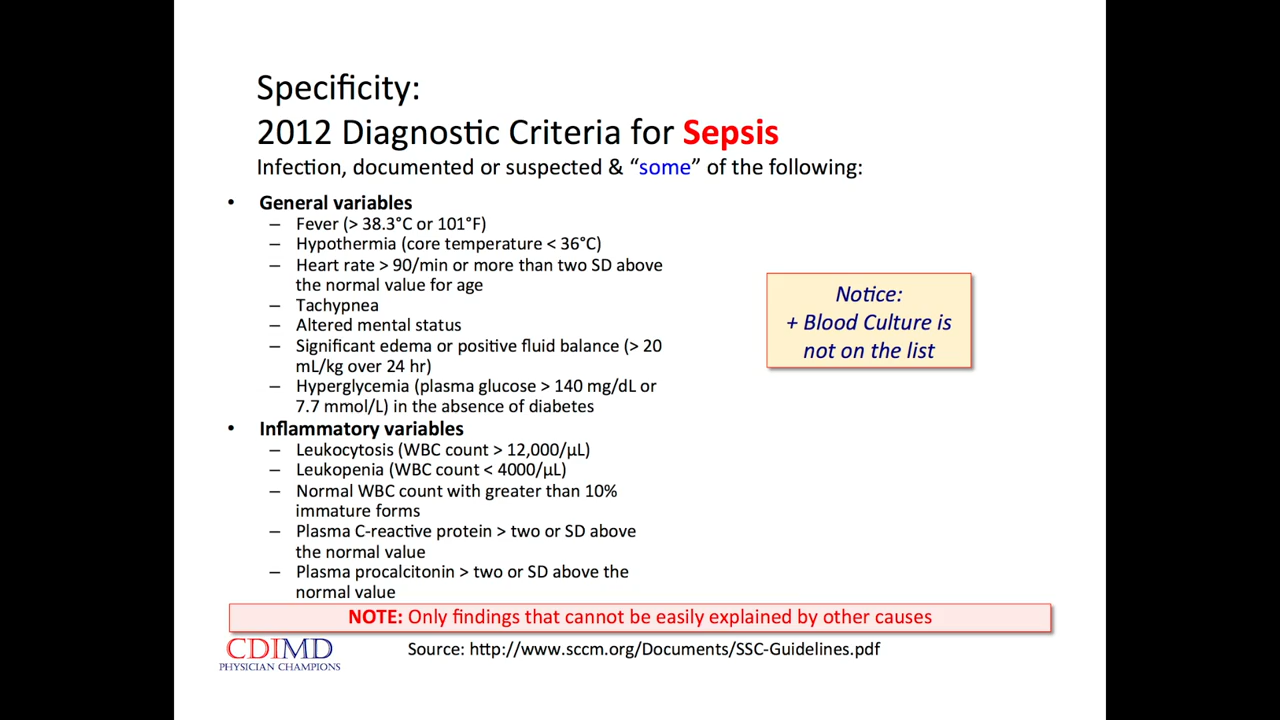 Specificity:
2012 Diagnostic Criteria for Sepsis
Infection, documented or suspected & “some” of the following:
• General variables
– Fever (> 38.3°C or 101°F)
– Hypothermia (core temperature < 36°C)
– Heart rate > 90/min or more than two SD above
the normal value for age
– Tachypnea
– Altered mental status
– Significant edema or positive fluid balance (> 20
mL/kg over 24 hr)
– Hyperglycemia (plasma glucose > 140 mg/dL or
7.7 mmol/L) in the absence of diabetes
• Inflammatory variables
– Leukocytosis (WBC count > 12,000/µL)
– Leukopenia (WBC count < 4000/µL)
– Normal WBC count with greater than 10%
immature forms
– Plasma C-reactive protein > two or SD above
the normal value
– Plasma procalcitonin > two or SD above the
normal value
Notice:
+ Blood Culture is
not on the list
NOTE: Only findings that cannot be easily explained by other causes
CDIMD
PHYSICIAN CHAMPIONS
Source: http://www.sccm.org/Documents/SSC-Guidelines.pdf